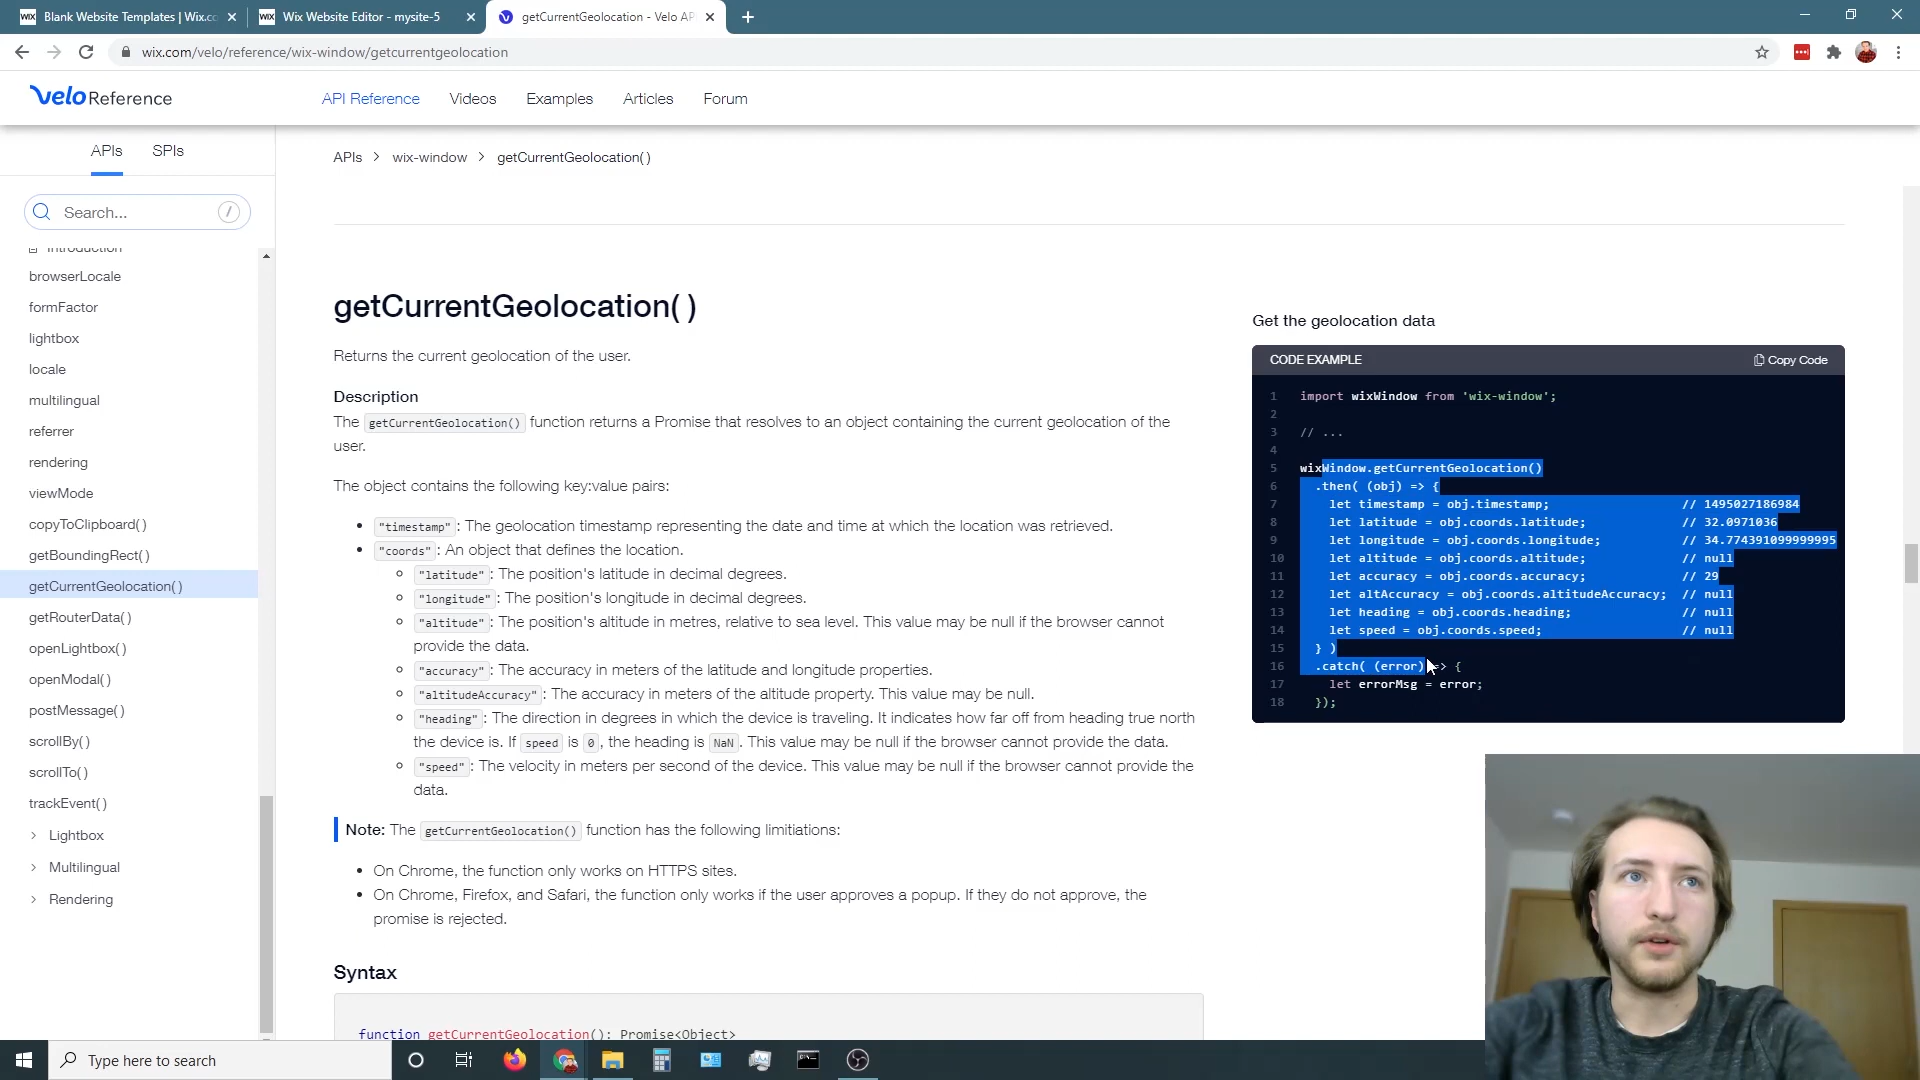 WIX Blank Website Templates | Wix.co
WIX Wix Website Editor - mysite-5
getCurrentGeolocation - Velo AP
wix.com/velo/reference/wix-window/getcurrentgeolocation
velo Reference
API Reference
Videos
Examples
Articles
Forum
APIs
SPIs
Search...
/
Introduction
browserLocale
formFactor
lightbox
locale
multilingual
referrer
rendering
viewMode
copyToClipboard( )
getBoundingRect( )
getCurrentGeolocation( )
getRouterData( )
openLightbox( )
openModal( )
postMessage( )
scrollBy( )
scrollTo( )
trackEvent( )
Lightbox
Multilingual
Rendering
APIs > wix-window > getCurrentGeolocation( )
getCurrentGeolocation( )
Returns the current geolocation of the user.
Description
The getCurrentGeolocation() function returns a Promise that resolves to an object containing the current geolocation of the
user.
The object contains the following key:value pairs:
• "timestamp": The geolocation timestamp representing the date and time at which the location was retrieved.
• "coords": An object that defines the location.
"latitude": The position's latitude in decimal degrees.
"longitude": The position's longitude in decimal degrees.
"altitude": The position's altitude in metres, relative to sea level. This value may be null if the browser cannot
provide the data.
"accuracy": The accuracy in meters of the latitude and longitude properties.
"altitudeAccuracy": The accuracy in meters of the altitude property. This value may be null.
"heading": The direction in degrees in which the device is traveling. It indicates how far off from heading true north
the device is. If speed is 0, the heading is NaN. This value may be null if the browser cannot provide the data.
"speed": The velocity in meters per second of the device. This value may be null if the browser cannot provide the
data.
Note: The getCurrentGeolocation() function has the following limitiations:
• On Chrome, the function only works on HTTPS sites.
• On Chrome, Firefox, and Safari, the function only works if the user approves a popup. If they do not approve, the
promise is rejected.
Syntax
function getCurrentGeolocation(): Promise<Object>
Get the geolocation data
CODE EXAMPLE
Copy Code
1 import wixWindow from 'wix-window';
2
3 // ...
4
5 wixWindow.getCurrentGeolocation()
6 .then( (obj) => {
7 let timestamp = obj.timestamp; // 1495027186984
8 let latitude = obj.coords.latitude; // 32.0971036
9 let longitude = obj.coords.longitude; // 34.774391099999995
10 let altitude = obj.coords.altitude; // null
11 let accuracy = obj.coords.accuracy; // 29
12 let altAccuracy = obj.coords.altitudeAccuracy; // null
13 let heading = obj.coords.heading; // null
14 let speed = obj.coords.speed; // null
15 } )
16 .catch( (error) => {
17 let errorMsg = error;
18 });
Type here to search